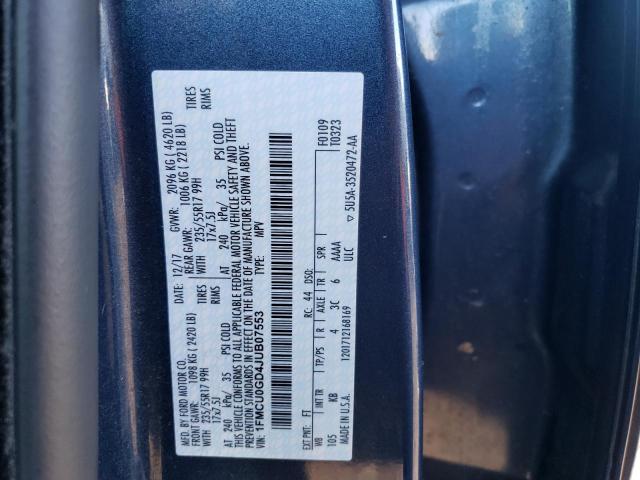 MFD. BY FORD MOTOR CO. DATE: 12/17 GVWR: 2096 KG ( 4620 LB)
FRONT GAWR: 1098 KG ( 2420 LB) REAR GAWR: 1006 KG ( 2218 LB)
WITH 235/55R17 99H TIRES WITH 235/55R17 99H TIRES
17x7.5J RIMS 17x7.5J RIMS
AT 240 kPa/ 35 PSI COLD AT 240 kPa/ 35 PSI COLD
THIS VEHICLE CONFORMS TO ALL APPLICABLE FEDERAL MOTOR VEHICLE SAFETY AND THEFT
PREVENTION STANDARDS IN EFFECT ON THE DATE OF MANUFACTURE SHOWN ABOVE.
VIN: 1FMCU0GD4JUB07553 TYPE: MPV
F0109
T0323
EXT PNT: FT RC: 44 DSO:
WB INT TR TP/PS R AXLE TR SPR
105 KB 4 3C 6 AAAA
MADE IN U.S.A. 1201712168169 ULC
▽ 5U5A-3520472-AA